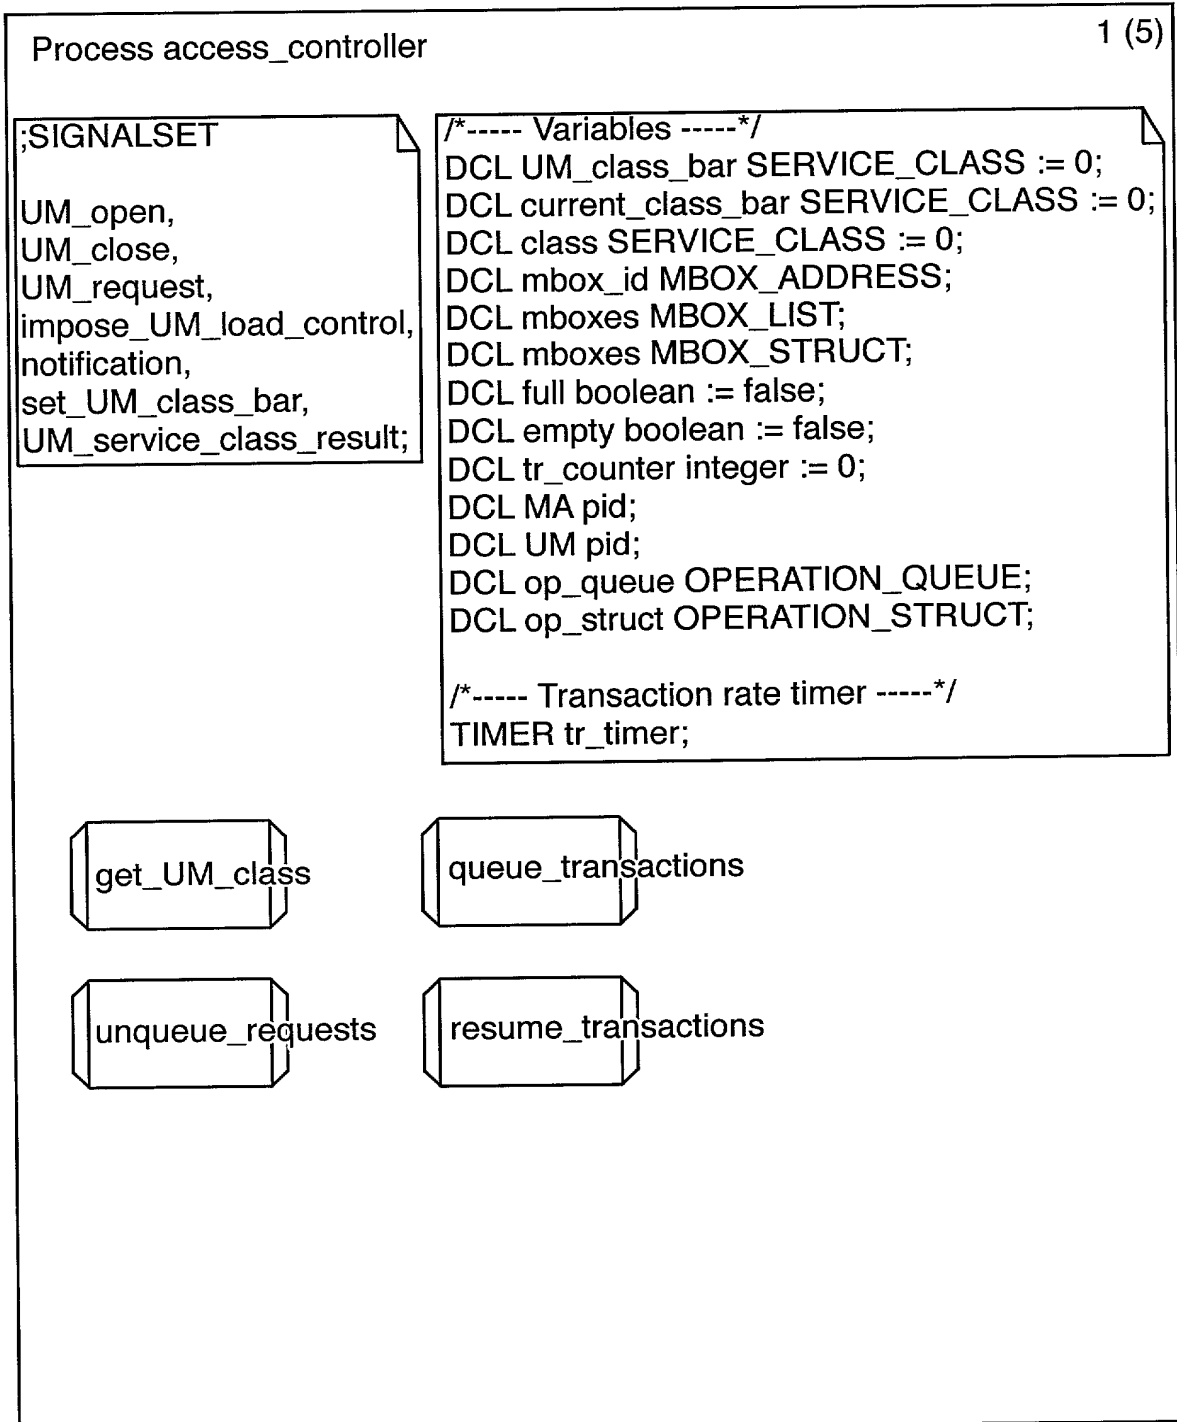 Process access_controller
1 (5)
;SIGNALSET
UM_open,
UM_close,
UM_request,
impose_UM_load_control,
notification,
set_UM_class_bar,
UM_service_class_result;
/*----- Variables -----*/
DCL UM_class_bar SERVICE_CLASS := 0;
DCL current_class_bar SERVICE_CLASS := 0;
DCL class SERVICE_CLASS := 0;
DCL mbox_id MBOX_ADDRESS;
DCL mboxes MBOX_LIST;
DCL mboxes MBOX_STRUCT;
DCL full boolean := false;
DCL empty boolean := false;
DCL tr_counter integer := 0;
DCL MA pid;
DCL UM pid;
DCL op_queue OPERATION_QUEUE;
DCL op_struct OPERATION_STRUCT;
/*----- Transaction rate timer -----*/
TIMER tr_timer;
get_UM_class
queue_transactions
unqueue_requests
resume_transactions